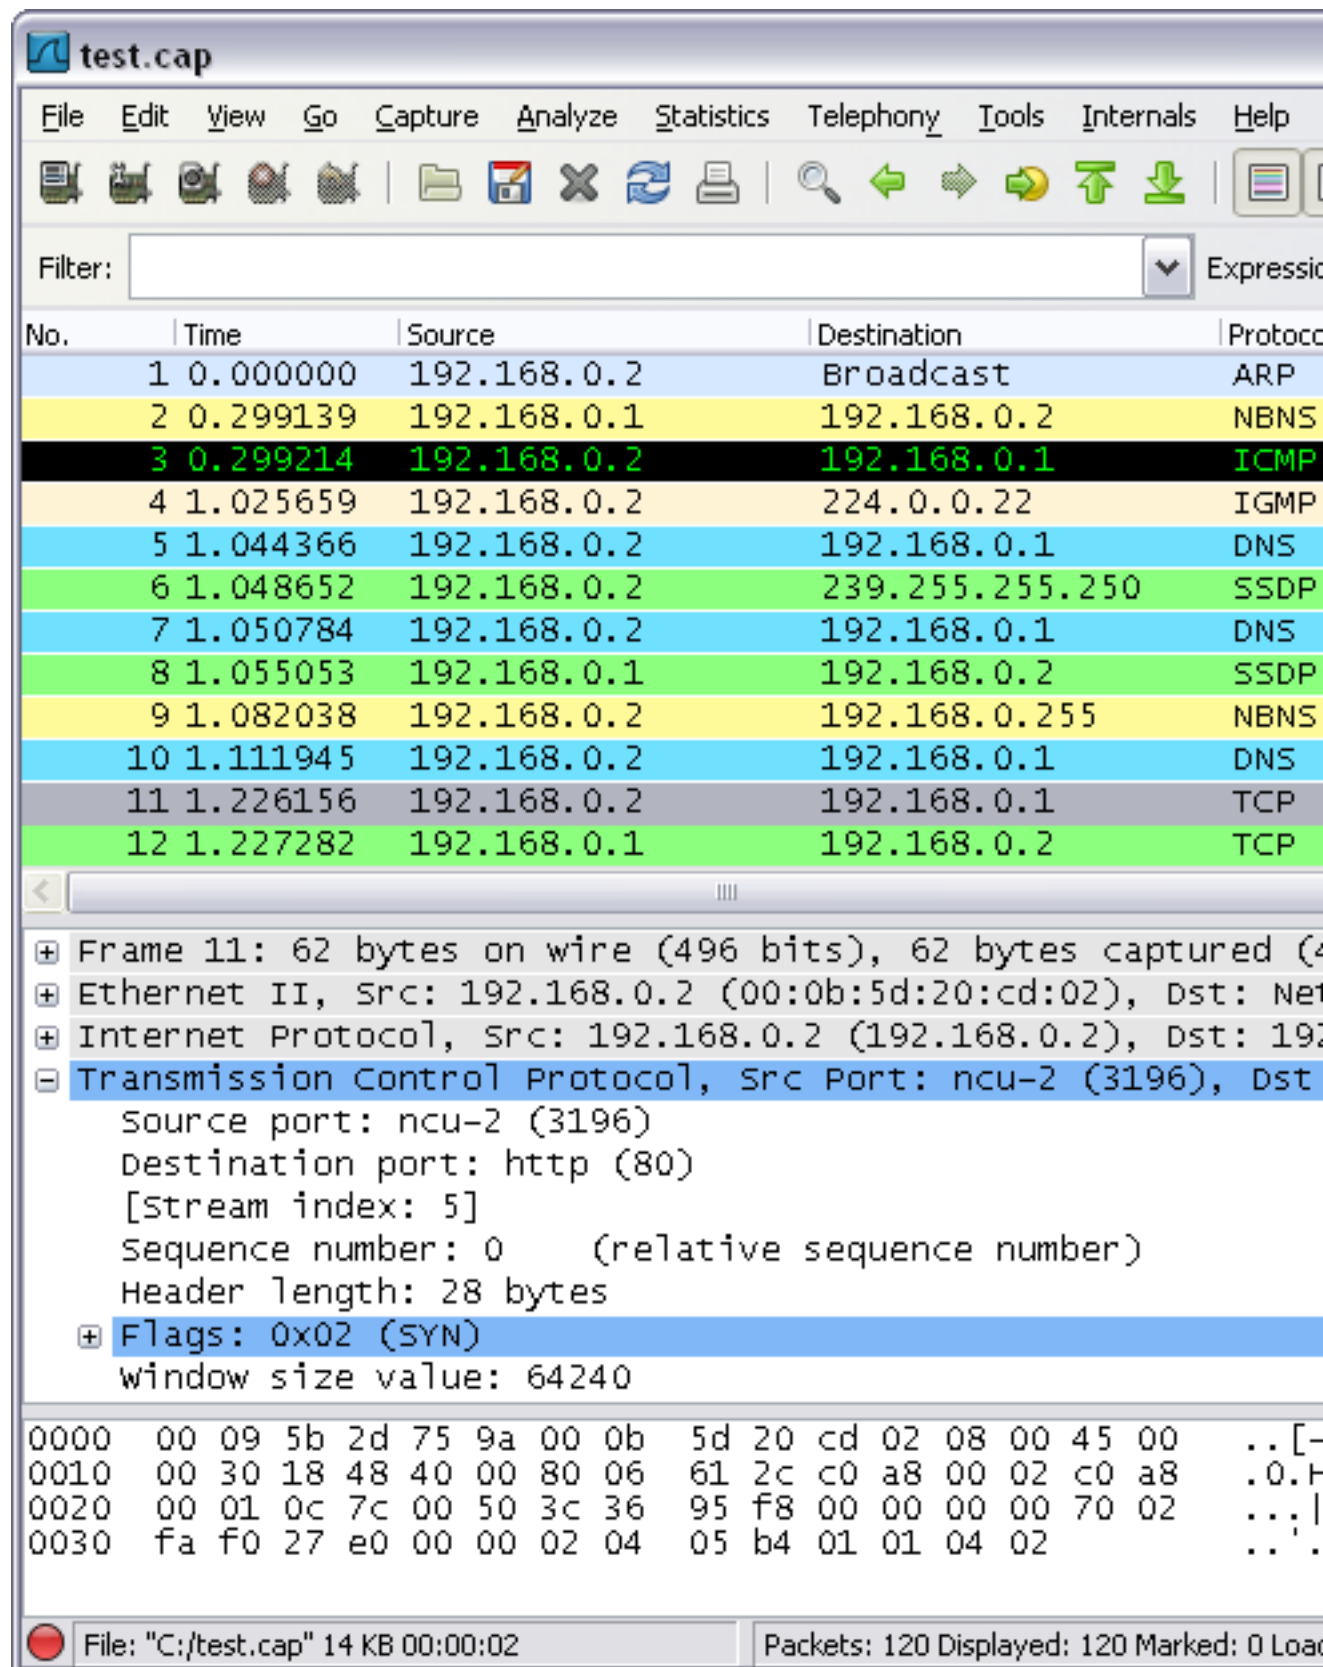 test.cap
File Edit View Go Capture Analyze Statistics Telephony Tools Internals Help
Filter:
No. Time Source Destination
1 0.000000 192.168.0.2 Broadcast ARP
2 0.299139 192.168.0.1 192.168.0.2 NBNS
3 0.299214 192.168.0.2 192.168.0.1 ICMP
4 1.025659 192.168.0.2 224.0.0.22 IGMP
5 1.044366 192.168.0.2 192.168.0.1 DNS
6 1.048652 192.168.0.2 239.255.255.250 SSDP
7 1.050784 192.168.0.2 192.168.0.1 DNS
8 1.055053 192.168.0.1 192.168.0.2 SSDP
9 1.082038 192.168.0.2 192.168.0.255 NBNS
10 1.111945 192.168.0.2 192.168.0.1 DNS
11 1.226156 192.168.0.2 192.168.0.1 TCP
12 1.227282 192.168.0.1 192.168.0.2 TCP
Frame 11: 62 bytes on wire (496 bits), 62 bytes captured (4
Ethernet II, Src: 192.168.0.2 (00:0b:5d:20:cd:02), Dst: Net
Internet Protocol, Src: 192.168.0.2 (192.168.0.2), Dst: 192
Transmission Control Protocol, Src Port: ncu-2 (3196), Dst
Source port: ncu-2 (3196)
Destination port: http (80)
[Stream index: 5]
Sequence number: 0 (relative sequence number)
Header length: 28 bytes
Flags: 0x02 (SYN)
Window size value: 64240
0000 00 09 5b 2d 75 9a 00 0b 5d 20 cd 02 08 00 45 00 ..[-
0010 00 30 18 48 40 00 80 06 61 2c c0 a8 00 02 c0 a8 .0.H
0020 00 01 0c 7c 00 50 3c 36 95 f8 00 00 00 00 70 02 ...|
0030 fa f0 27 e0 00 00 02 04 05 b4 01 01 04 02 ..'.
File: "C:/test.cap" 14 KB 00:00:02 Packets: 120 Displayed: 120 Marked: 0 Load